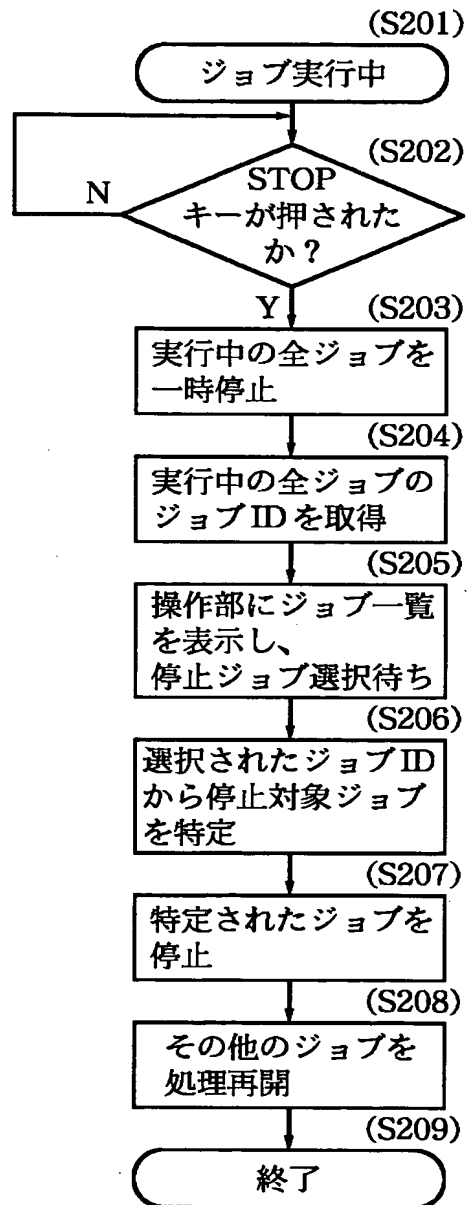 (S201)
ジョブ実行中
(S202)
N
STOP
キーが押された
か？
Y
(S203)
実行中の全ジョブを
一時停止
(S204)
実行中の全ジョブの
ジョブIDを取得
(S205)
操作部にジョブ一覧
を表示し、
停止ジョブ選択待ち
(S206)
選択されたジョブID
から停止対象ジョブ
を特定
(S207)
特定されたジョブを
停止
(S208)
その他のジョブを
処理再開
(S209)
終了